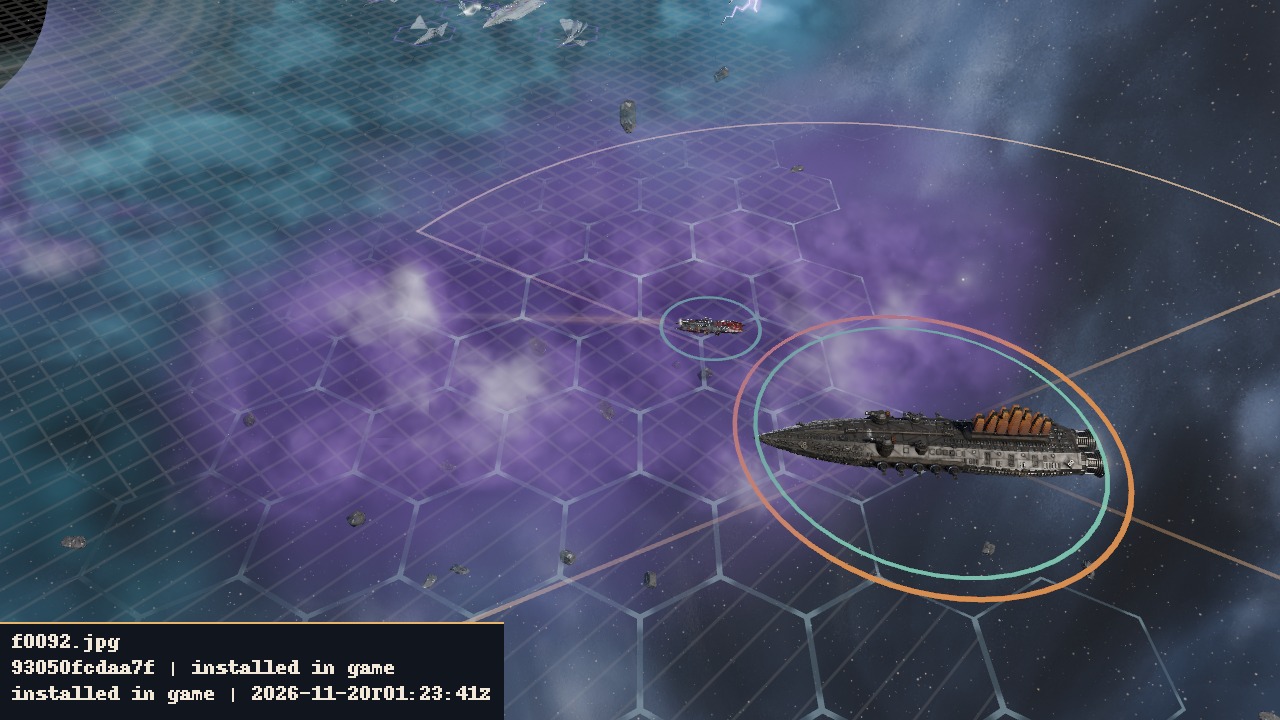 f0092.jpg
93050fcdaa7f | installed in game
installed in game | 2026-11-20T01:23:41Z